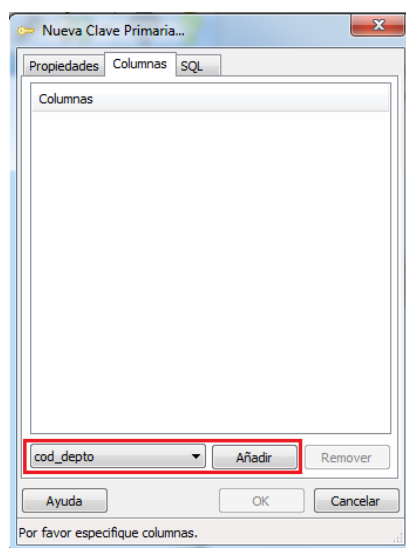 Nueva Clave Primaria...
Propiedades Columnas SQL
Columnas
cod_depto Añadir Remover
Ayuda OK Cancelar
Por favor especifique columnas.